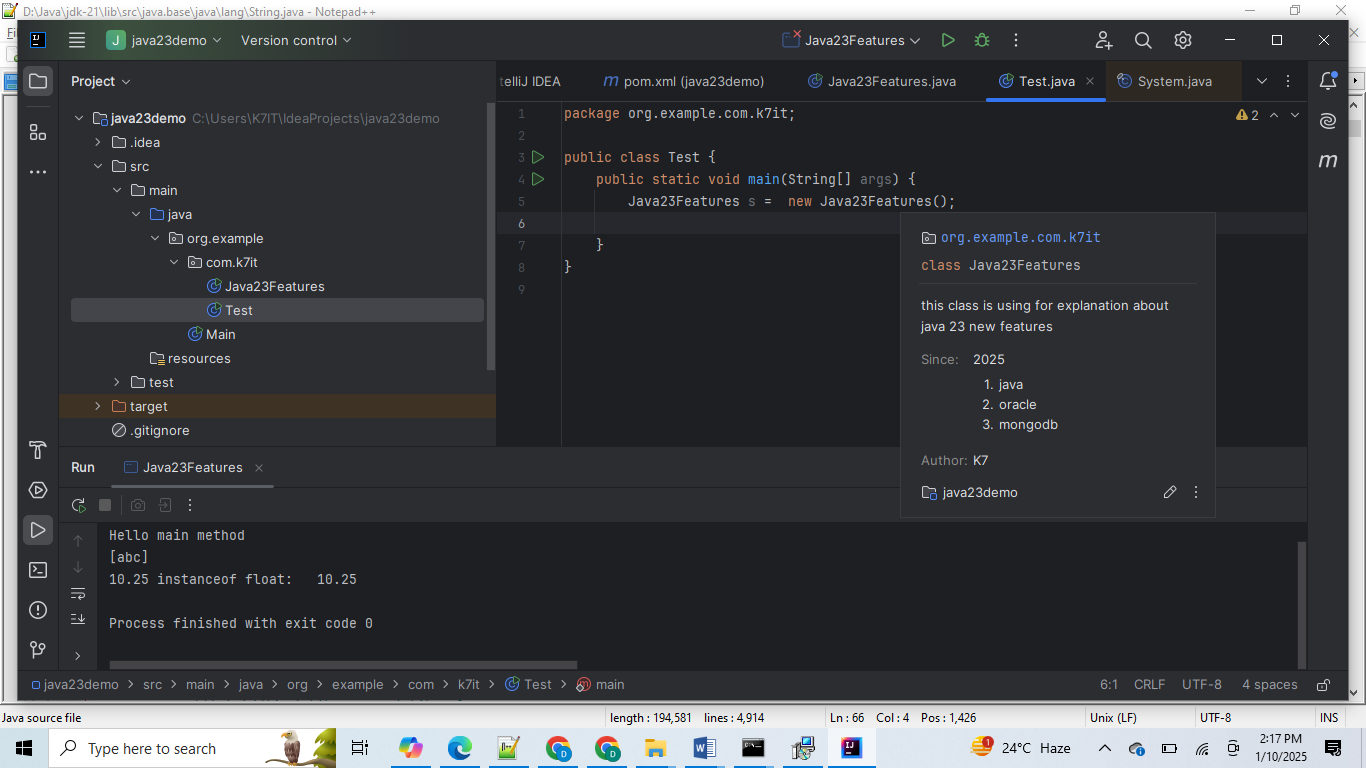 D:\Java\jdk-21\lib\src\java.base\java\lang\String.java - Notepad++
J java23demo Version control Java23Features
Project
telliJ IDEA pom.xml (java23demo) Java23Features.java Test.java System.java
java23demo C:\Users\K7IT\IdeaProjects\java23demo
.idea
src
main
java
org.example
com.k7it
Java23Features
Test
Main
resources
test
target
.gitignore
2
1 package org.example.com.k7it;
2
3 public class Test {
4 public static void main(String[] args) {
5 Java23Features s =  new Java23Features();
6
7 }
8 }
9
org.example.com.k7it
class Java23Features
this class is using for explanation about
java 23 new features
Since: 2025
1. java
2. oracle
3. mongodb
Author: K7
java23demo
Run Java23Features
Hello main method
[abc]
10.25 instanceof float:   10.25
Process finished with exit code 0
java23demo > src > main > java > org > example > com > k7it > Test > main 6:1 CRLF UTF-8 4 spaces
Java source file length : 194,581 lines : 4,914 Ln : 66 Col : 4 Pos : 1,426 Unix (LF) UTF-8 INS
Type here to search 1 24°C Haze 2:17 PM
1/10/2025